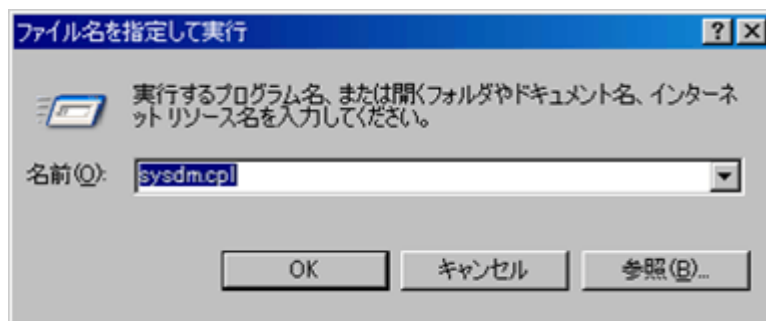 ファイル名を指定して実行
実行するプログラム名、または開くフォルダやドキュメント名、インターネ
ットリソース名を入力してください。
名前(O): sysdm.cpl
OK キャンセル 参照(B)...